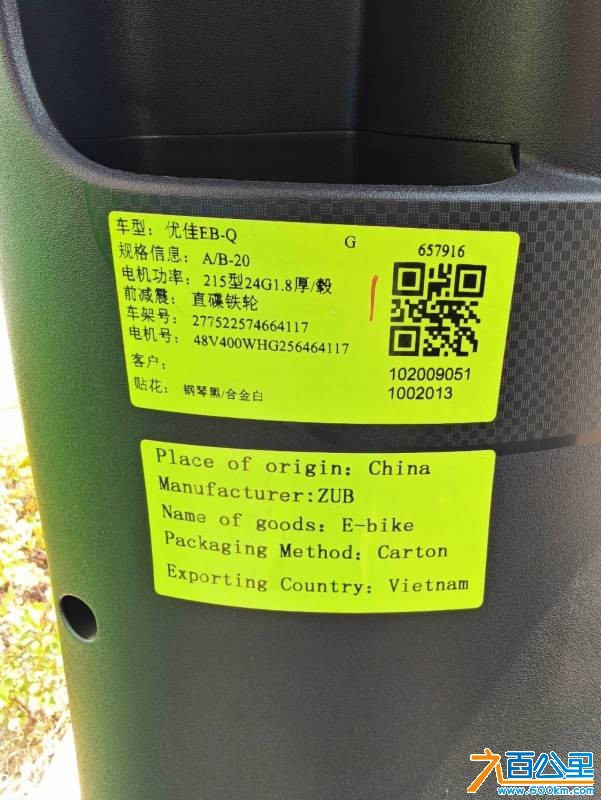 车型：优佳EB-Q
G
657916
规格信息：A/B-20
电机功率：215型24G1.8厚/毂
前减震：直碟铁轮
车架号：277522574664117
电机号：48V400WHG256464117
客户：
贴花：钢琴黑/合金白
102009051
1002013
Place of origin: China
Manufacturer:ZUB
Name of goods: E-bike
Packaging Method: Carton
Exporting Country: Vietnam
六百公里
www.600km.com